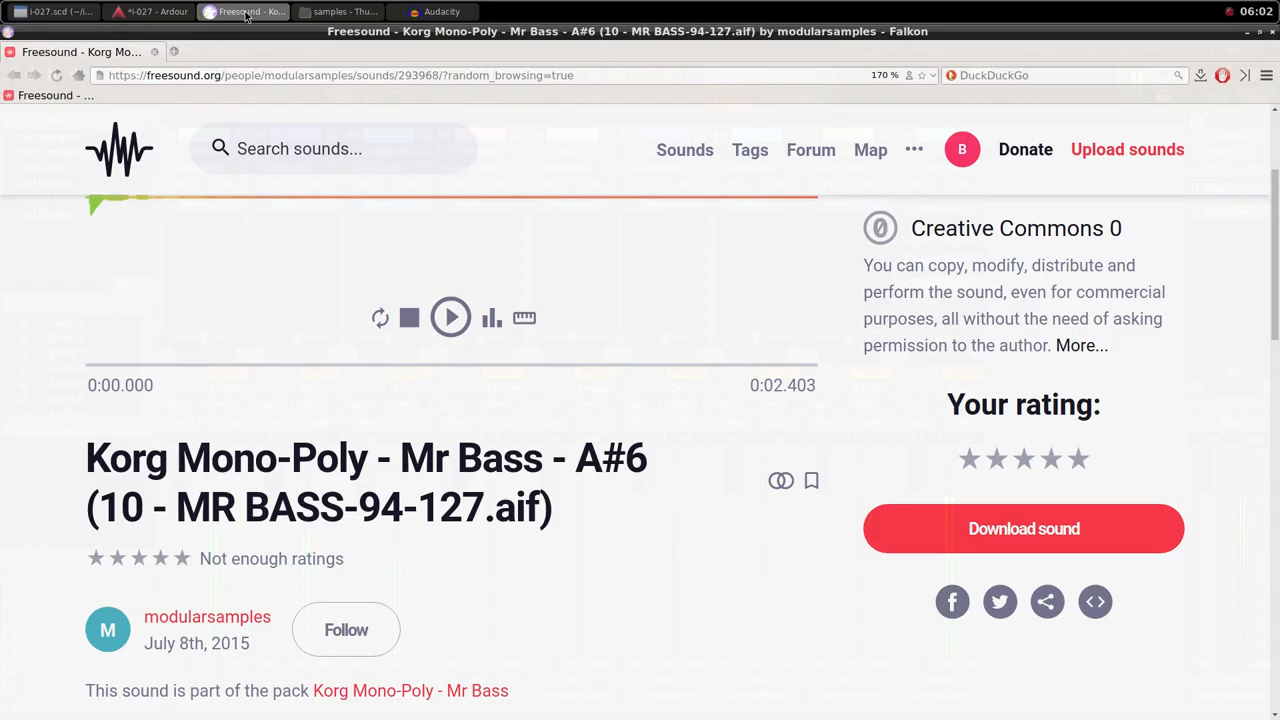 i-027.scd (~/i...
*i-027 - Ardour
Freesound - Ko...
samples - Thu...
Audacity
06:02
Freesound - Korg Mono-Poly - Mr Bass - A#6 (10 - MR BASS-94-127.aif) by modularsamples - Falkon
Freesound - Korg Mo...
https://freesound.org/people/modularsamples/sounds/293968/?random_browsing=true
170 %
DuckDuckGo
Freesound - ...
Search sounds...
Sounds
Tags
Forum
Map
B
Donate
Upload sounds
Creative Commons 0
You can copy, modify, distribute and
perform the sound, even for commercial
purposes, all without the need of asking
permission to the author. More...
0:00.000
0:02.403
Your rating:
Korg Mono-Poly - Mr Bass - A#6
(10 - MR BASS-94-127.aif)
Download sound
Not enough ratings
M
modularsamples
July 8th, 2015
Follow
This sound is part of the pack Korg Mono-Poly - Mr Bass